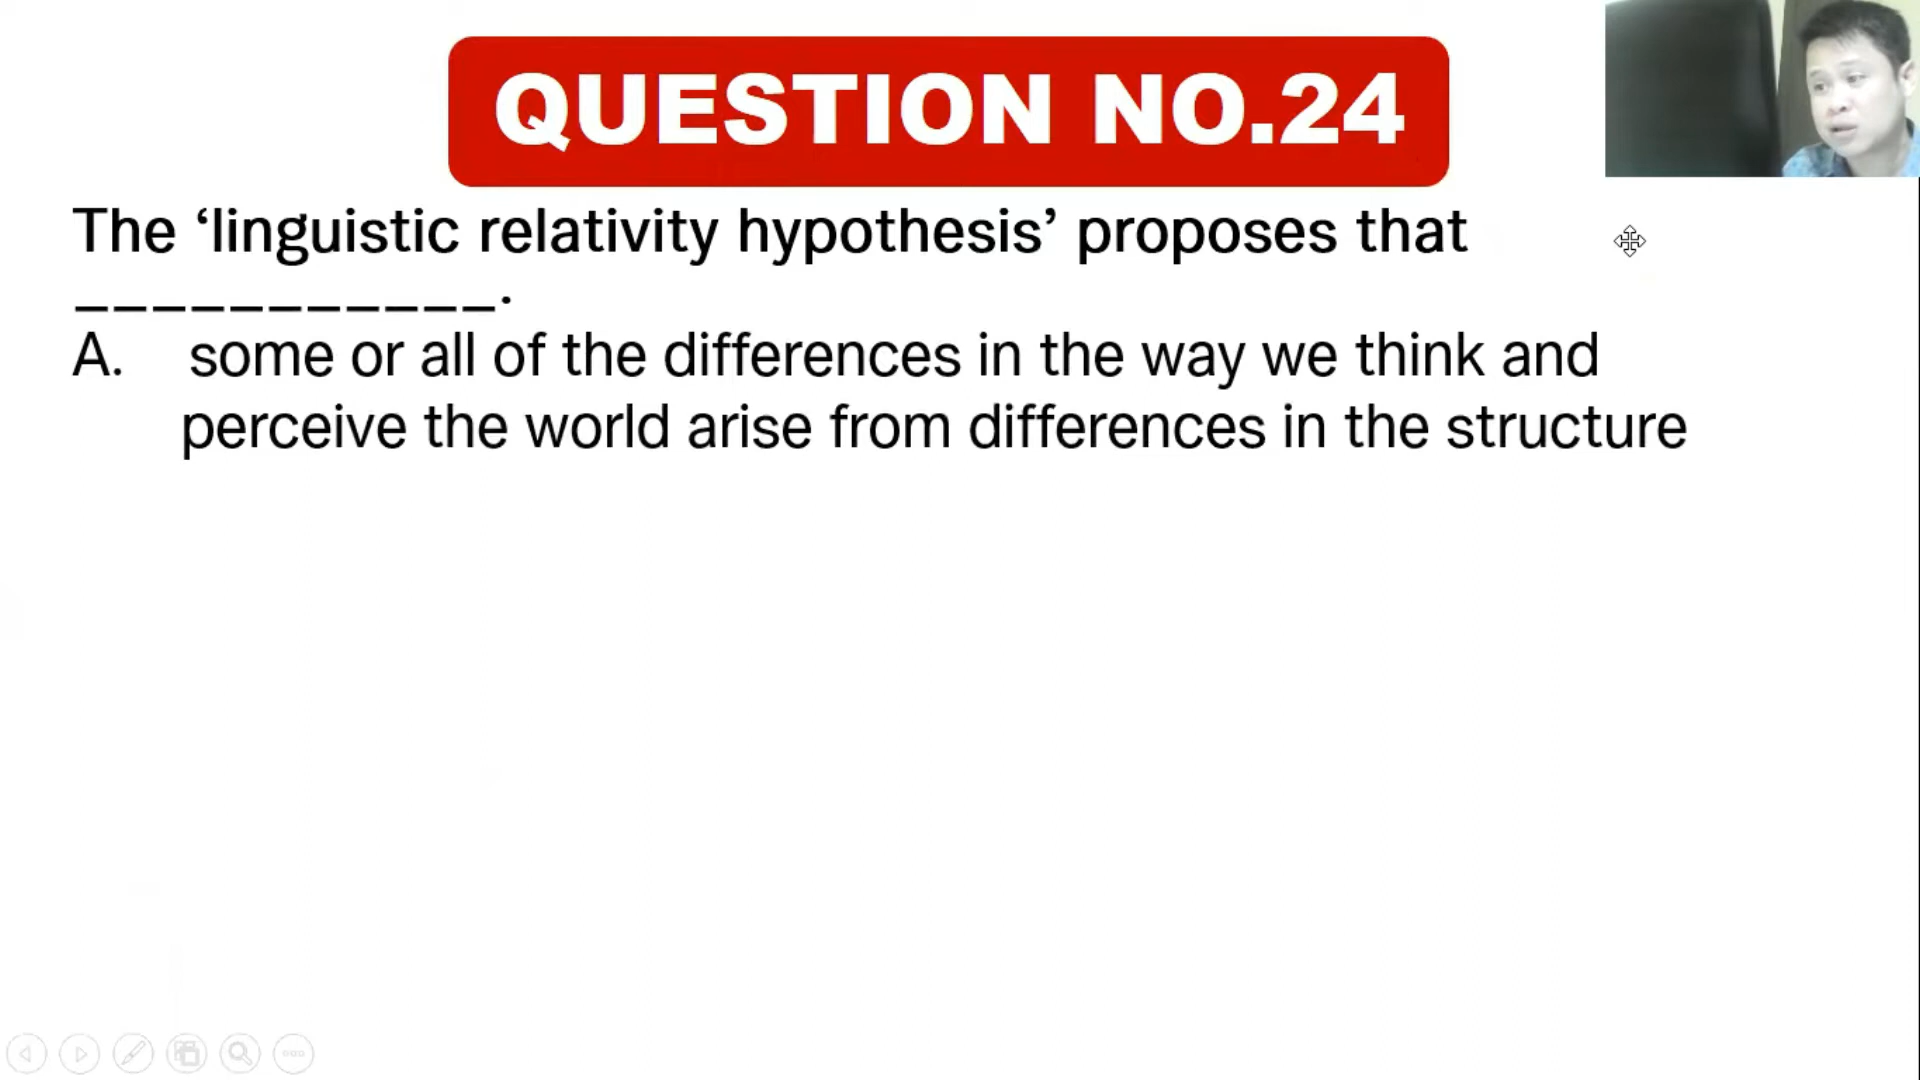 QUESTION NO.24
The ‘linguistic relativity hypothesis’ proposes that
___________.
A. some or all of the differences in the way we think and
perceive the world arise from differences in the structure